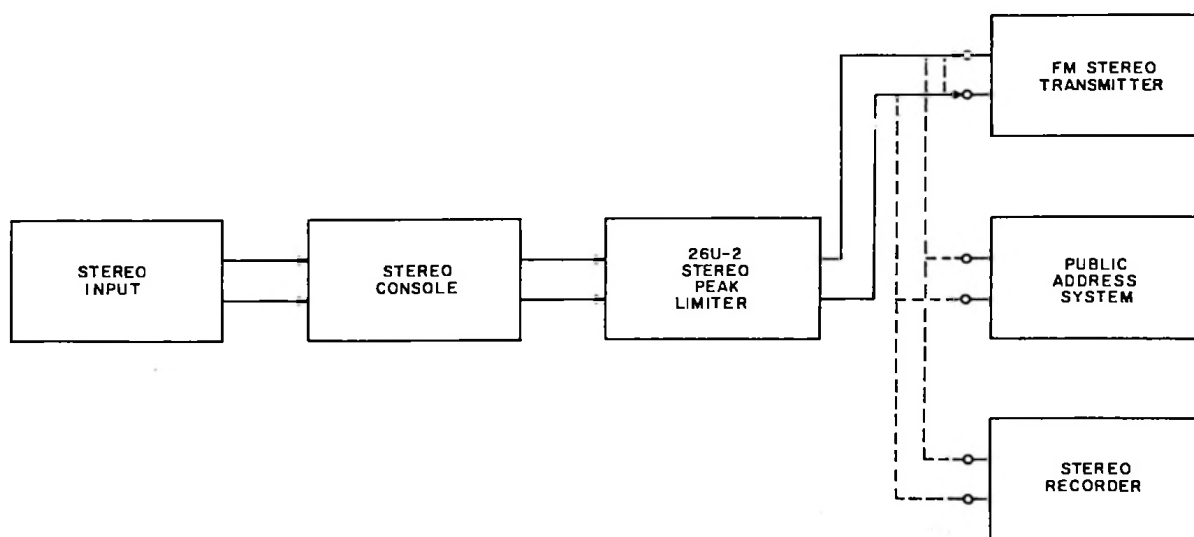 STEREO
INPUT
STEREO
CONSOLE
26U-2
STEREO
PEAK
LIMITER
FM STEREO
TRANSMITTER
PUBLIC
ADDRESS
SYSTEM
STEREO
RECORDER